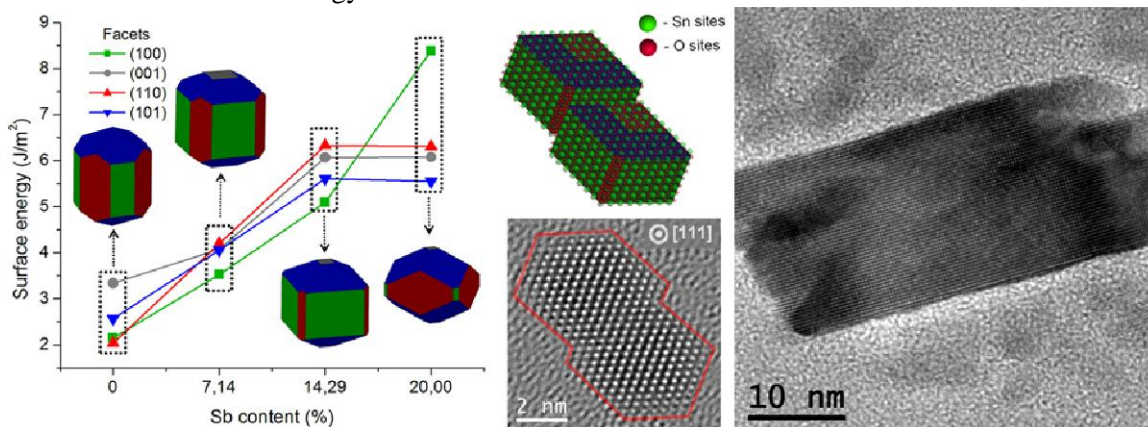 Facets
(100)
(001)
(110)
(101)
9
8
7
6
5
4
3
2
Surface energy (J/m²)
0
7,14
14,29
20,00
Sb content (%)
- Sn sites
- O sites
[111]
2 nm
10 nm